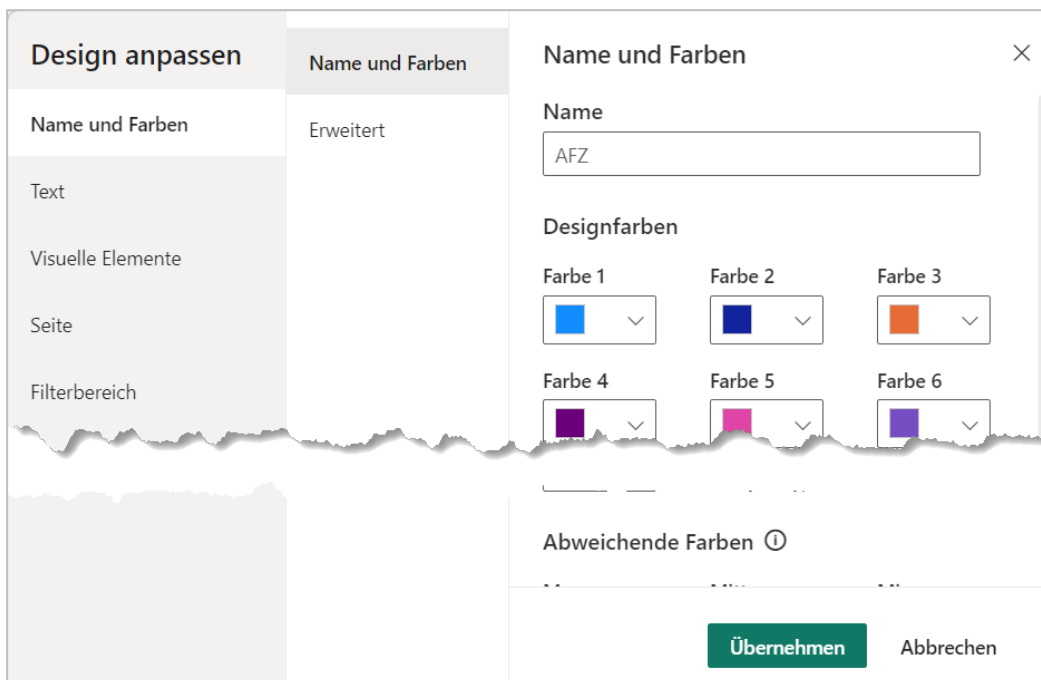 Design anpassen
Name und Farben
Text
Visuelle Elemente
Seite
Filterbereich
Name und Farben
Erweitert
Name und Farben
Name
AFZ
Designfarben
Farbe 1 Farbe 2 Farbe 3
Farbe 4 Farbe 5 Farbe 6
Abweichende Farben
Übernehmen Abbrechen